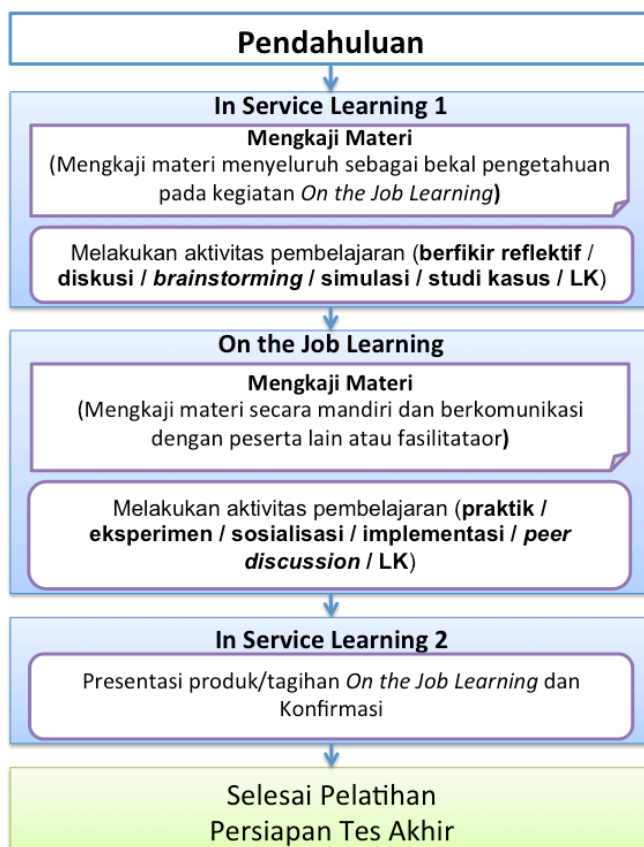 Pendahuluan
In Service Learning 1
Mengkaji Materi
(Mengkaji materi menyeluruh sebagai bekal pengetahuan
pada kegiatan On the Job Learning)
Melakukan aktivitas pembelajaran (berfikir reflektif /
diskusi / brainstorming / simulasi / studi kasus / LK)
On the Job Learning
Mengkaji Materi
(Mengkaji materi secara mandiri dan berkomunikasi
dengan peserta lain atau fasilitataor)
Melakukan aktivitas pembelajaran (praktik /
eksperimen / sosialisasi / implementasi / peer
discussion / LK)
In Service Learning 2
Presentasi produk/tagihan On the Job Learning dan
Konfirmasi
Selesai Pelatihan
Persiapan Tes Akhir